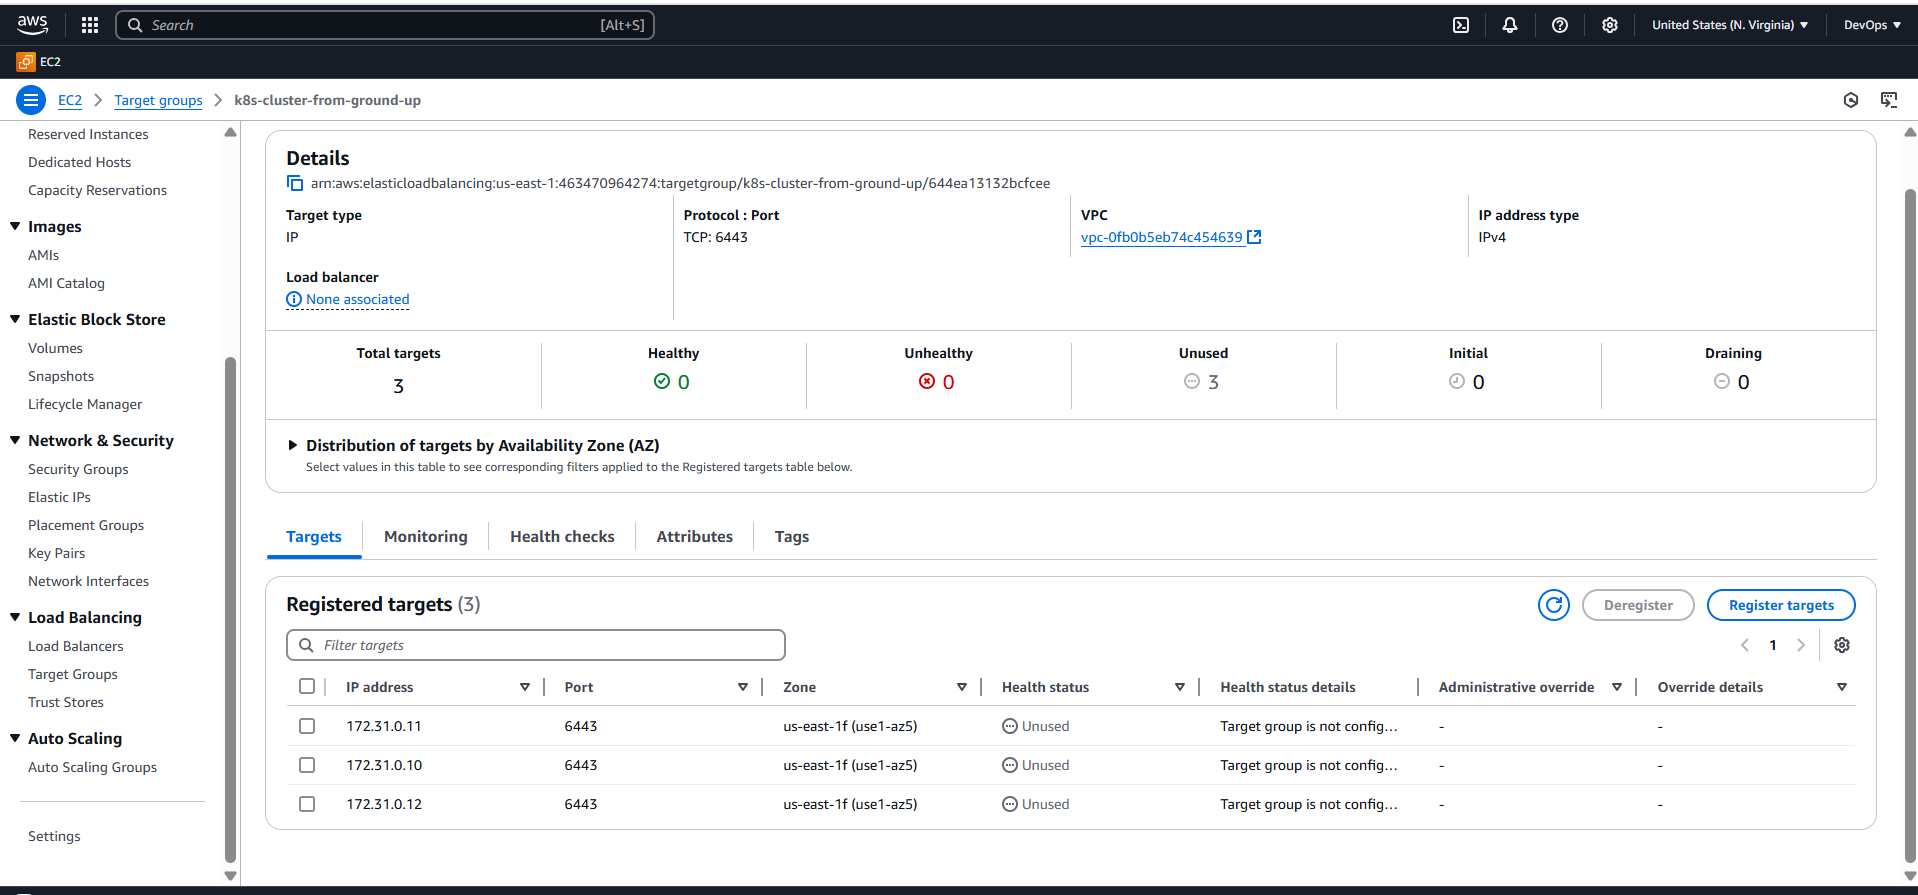 aws
Search [Alt+S]
United States (N. Virginia)
DevOps
EC2
EC2 Target groups k8s-cluster-from-ground-up
Reserved Instances
Dedicated Hosts
Capacity Reservations
Images
AMIs
AMI Catalog
Elastic Block Store
Volumes
Snapshots
Lifecycle Manager
Network & Security
Security Groups
Elastic IPs
Placement Groups
Key Pairs
Network Interfaces
Load Balancing
Load Balancers
Target Groups
Trust Stores
Auto Scaling
Auto Scaling Groups
Settings
Details
arn:aws:elasticloadbalancing:us-east-1:463470964274:targetgroup/k8s-cluster-from-ground-up/644ea13132bcfcee
Target type
IP
Protocol : Port
TCP: 6443
VPC
vpc-0fb0b5eb74c454639
IP address type
IPv4
Load balancer
None associated
Total targets
3
Healthy
0
Unhealthy
0
Unused
3
Initial
0
Draining
0
Distribution of targets by Availability Zone (AZ)
Select values in this table to see corresponding filters applied to the Registered targets table below.
Targets Monitoring Health checks Attributes Tags
Registered targets (3)
Deregister
Register targets
Filter targets
1
IP address Port Zone Health status Health status details Administrative override Override details
172.31.0.11 6443 us-east-1f (use1-az5) Unused Target group is not config... - -
172.31.0.10 6443 us-east-1f (use1-az5) Unused Target group is not config... - -
172.31.0.12 6443 us-east-1f (use1-az5) Unused Target group is not config... - -